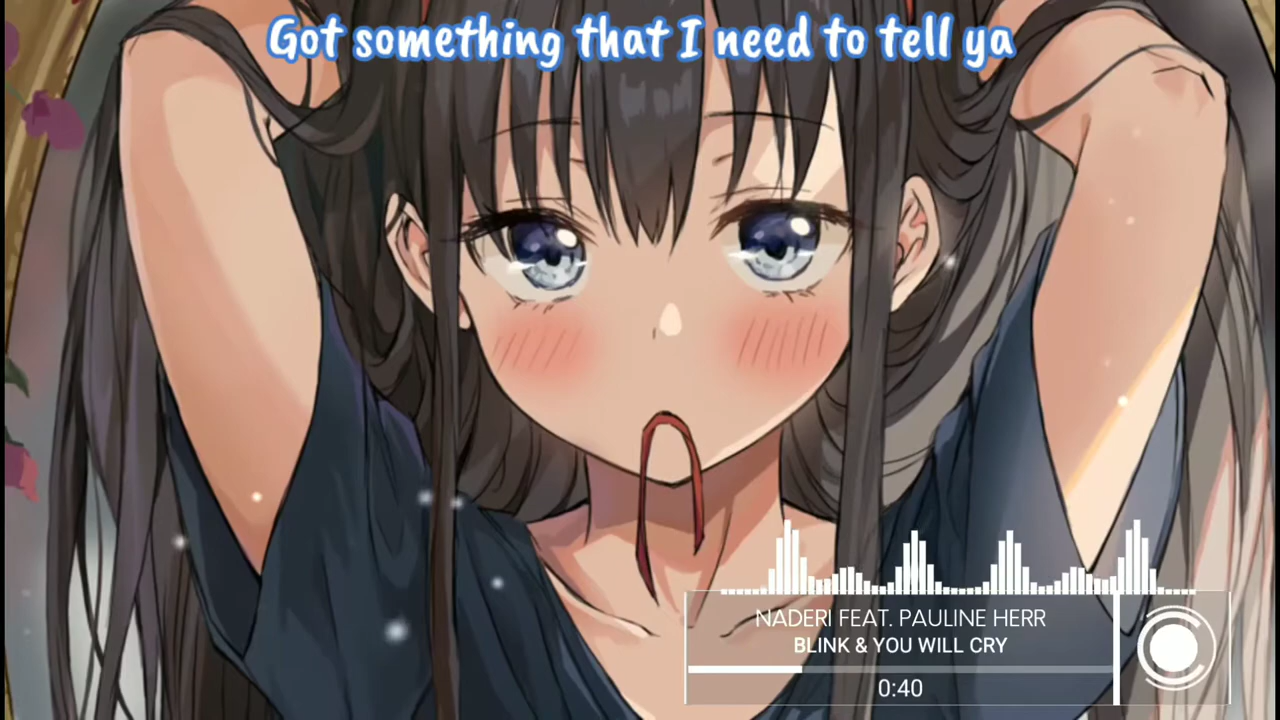 Got something that I need to tell ya
NADERI FEAT. PAULINE HERR
BLINK & YOU WILL CRY
0:40